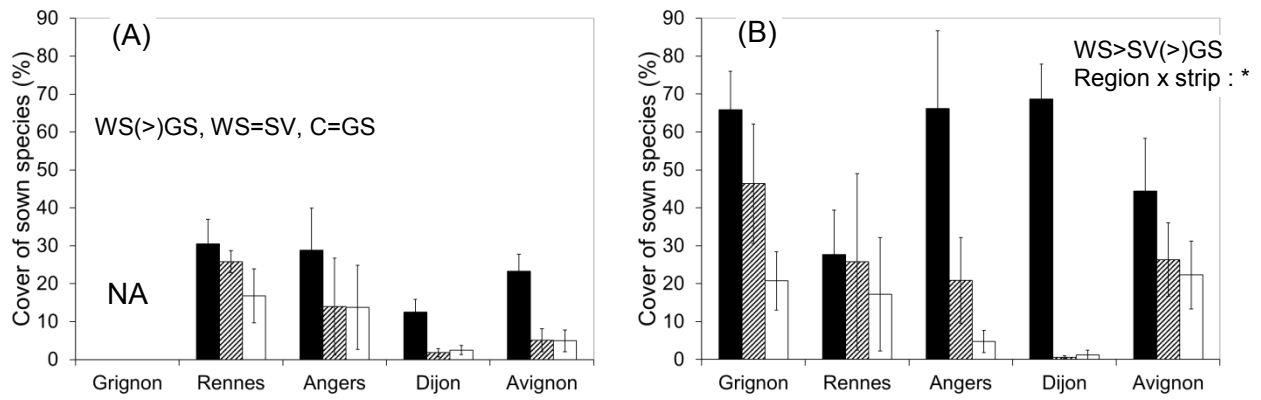 Cover of sown species (%)
90
80
70
60
50
40
30
20
10
0
(A)
WS(>)GS, WS=SV, C=GS
NA
Grignon Rennes Angers Dijon Avignon
Cover of sown species (%)
90
80
70
60
50
40
30
20
10
0
(B)
WS>SV(>)GS
Region x strip : *
Grignon Rennes Angers Dijon Avignon